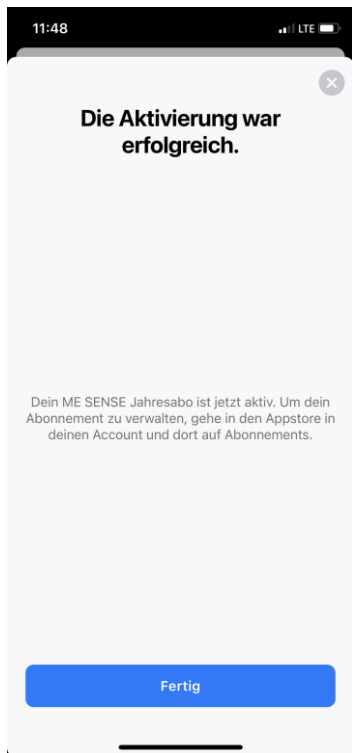 11:48
LTE
Die Aktivierung war
erfolgreich.
Dein ME SENSE Jahresabo ist jetzt aktiv. Um dein
Abonnement zu verwalten, gehe in den Appstore in
deinen Account und dort auf Abonnements.
Fertig